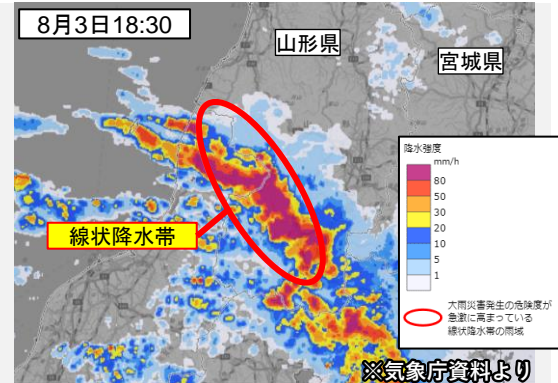 8月3日18:30
山形県
宮城県
降水強度
mm/h
80
50
30
20
10
5
1
線状降水帯
大雨災害発生の危険度が
急激に高まっている
線状降水帯の雨域
※気象庁資料より